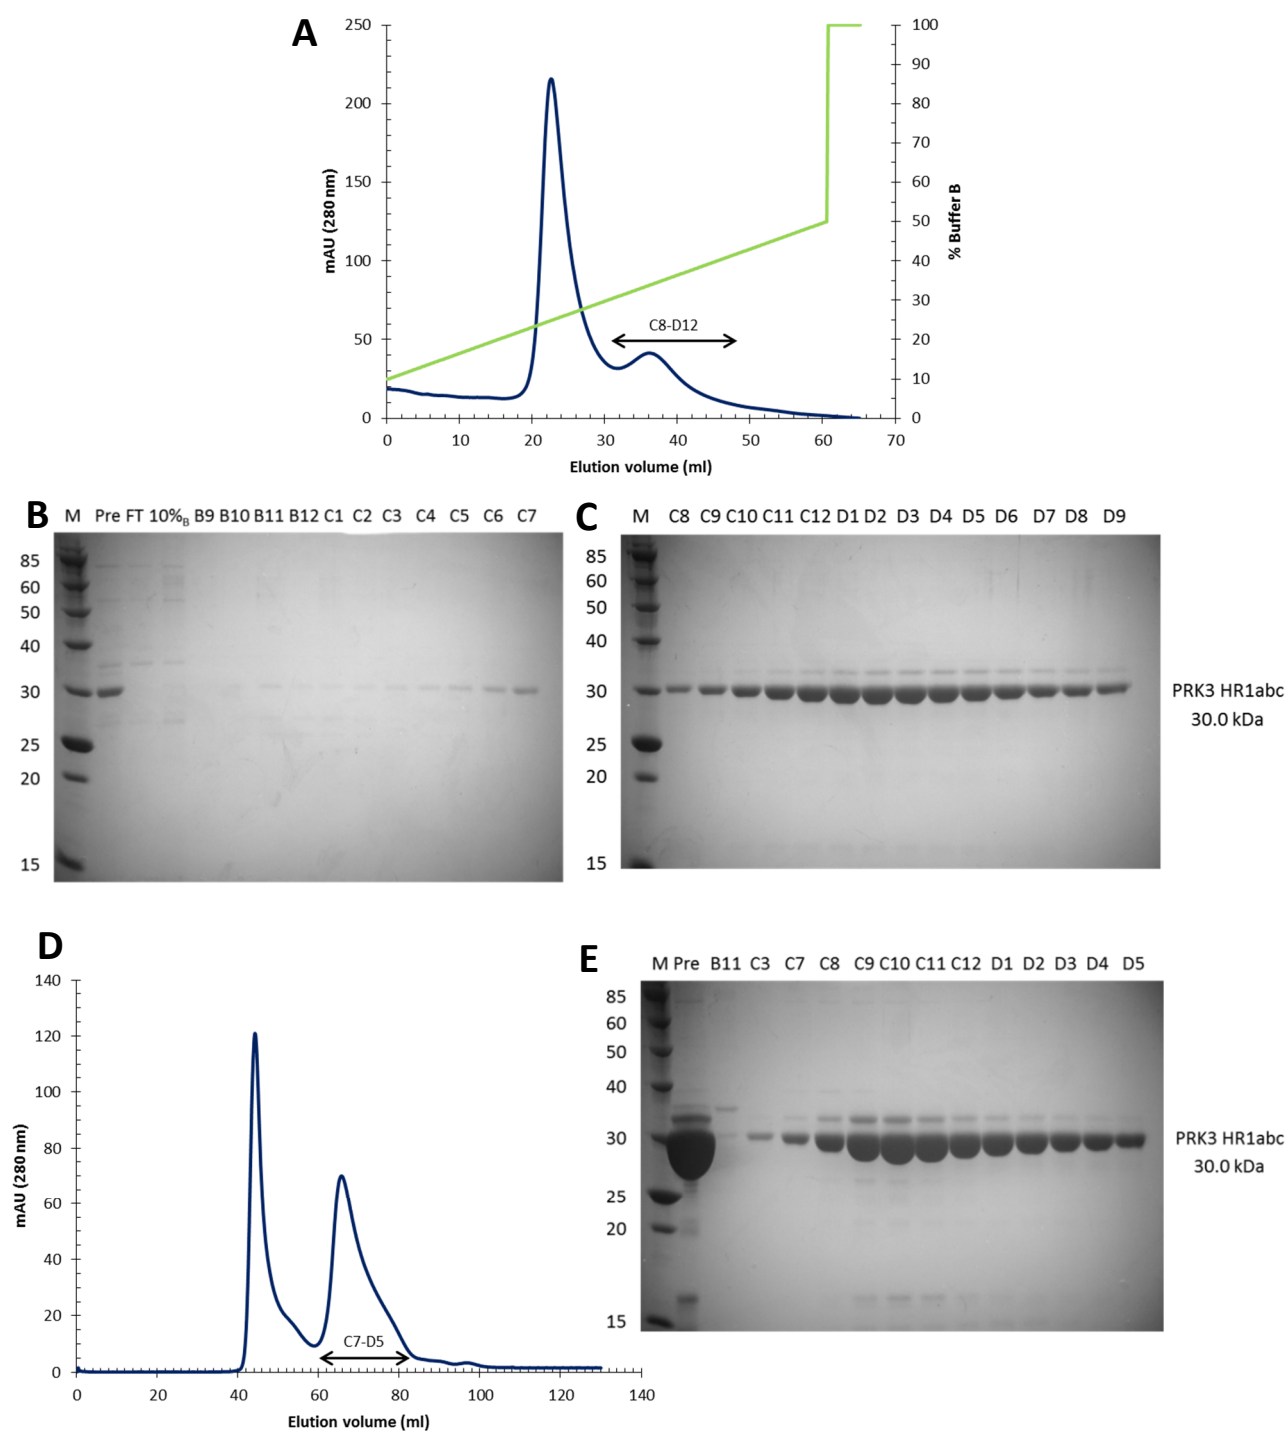 A
250
200
150
100
50
0
mAU (280 nm)
100
90
80
70
60
50
40
30
20
10
0
% Buffer B
C8-D12
0 10 20 30 40 50 60 70
Elution volume (ml)
B
M Pre FT 10%B B9 B10 B11 B12 C1 C2 C3 C4 C5 C6 C7
85
60
50
40
30
25
20
15
C
M C8 C9 C10 C11 C12 D1 D2 D3 D4 D5 D6 D7 D8 D9
85
60
50
40
30
25
20
15
PRK3 HR1abc
30.0 kDa
D
140
120
100
80
60
40
20
0
mAU (280 nm)
C7-D5
0 20 40 60 80 100 120 140
Elution volume (ml)
E
M Pre B11 C3 C7 C8 C9 C10 C11 C12 D1 D2 D3 D4 D5
85
60
50
40
30
25
20
15
PRK3 HR1abc
30.0 kDa